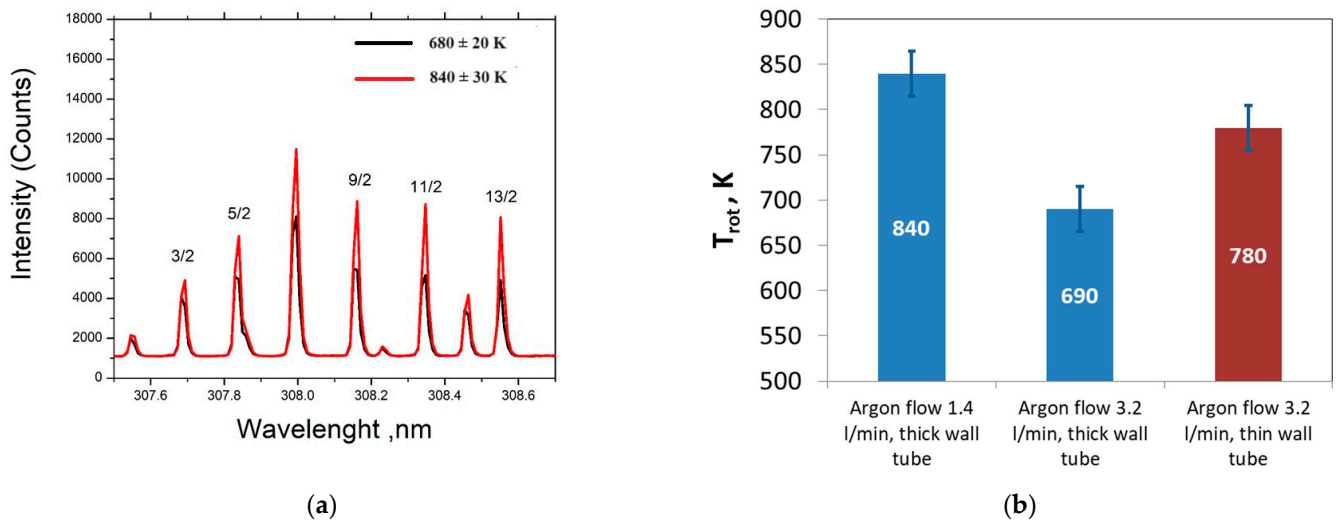 18000
16000
14000
12000
10000
8000
6000
4000
2000
0
Intensity (Counts)
680 ± 20 K
840 ± 30 K
3/2
5/2
9/2
11/2
13/2
307.6
307.8
308.0
308.2
308.4
308.6
Wavelenght ,nm
(a)
900
850
800
750
700
650
600
550
500
Trot, K
840
690
780
Argon flow 1.4
l/min, thick wall
tube
Argon flow 3.2
l/min, thick wall
tube
Argon flow 3.2
l/min, thin wall
tube
(b)